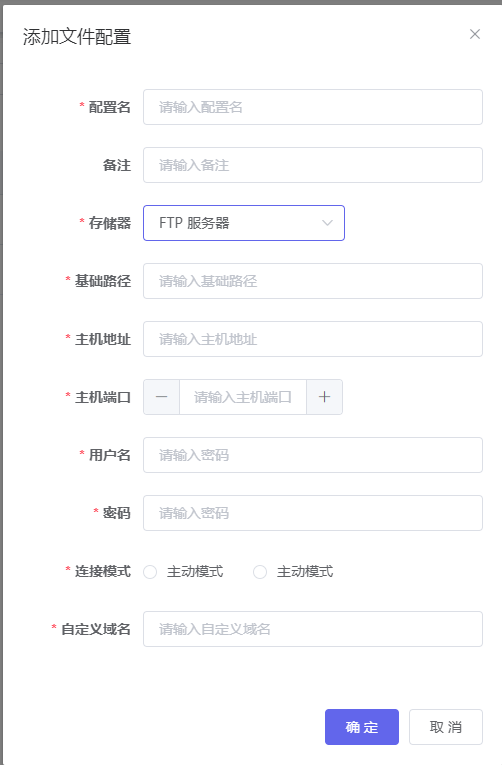 添加文件配置
* 配置名 请输入配置名
备注 请输入备注
* 存储器 FTP 服务器
* 基础路径 请输入基础路径
* 主机地址 请输入主机地址
* 主机端口 请输入主机端口
* 用户名 请输入密码
* 密码 请输入密码
* 连接模式 主动模式 主动模式
* 自定义域名 请输入自定义域名
确 定 取 消